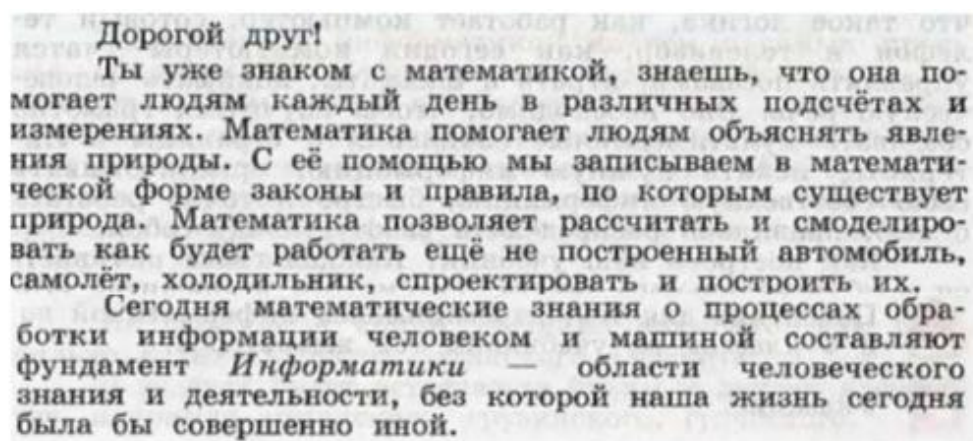 Дорогой друг!
Ты уже знаком с математикой, знаешь, что она по-
могает людям каждый день в различных подсчётах и
измерениях. Математика помогает людям объяснять явле-
ния природы. С её помощью мы записываем в математи-
ческой форме законы и правила, по которым существует
природа. Математика позволяет рассчитать и смоделиро-
вать как будет работать ещё не построенный автомобиль,
самолёт, холодильник, спроектировать и построить их.
Сегодня математические знания о процессах обра-
ботки информации человеком и машиной составляют
фундамент Информатики — области человеческого
знания и деятельности, без которой наша жизнь сегодня
была бы совершенно иной.